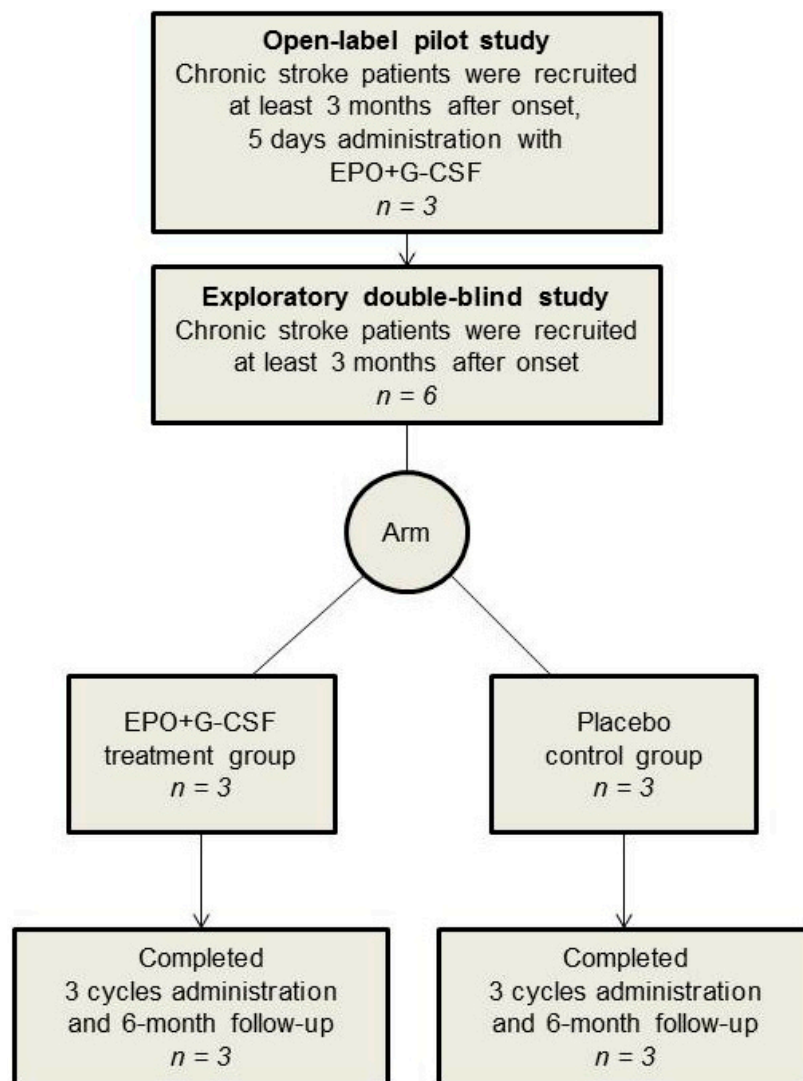 Open-label pilot study
Chronic stroke patients were recruited
at least 3 months after onset,
5 days administration with
EPO+G-CSF
n = 3
Exploratory double-blind study
Chronic stroke patients were recruited
at least 3 months after onset
n = 6
Arm
EPO+G-CSF
treatment group
n = 3
Placebo
control group
n = 3
Completed
3 cycles administration
and 6-month follow-up
n = 3
Completed
3 cycles administration
and 6-month follow-up
n = 3